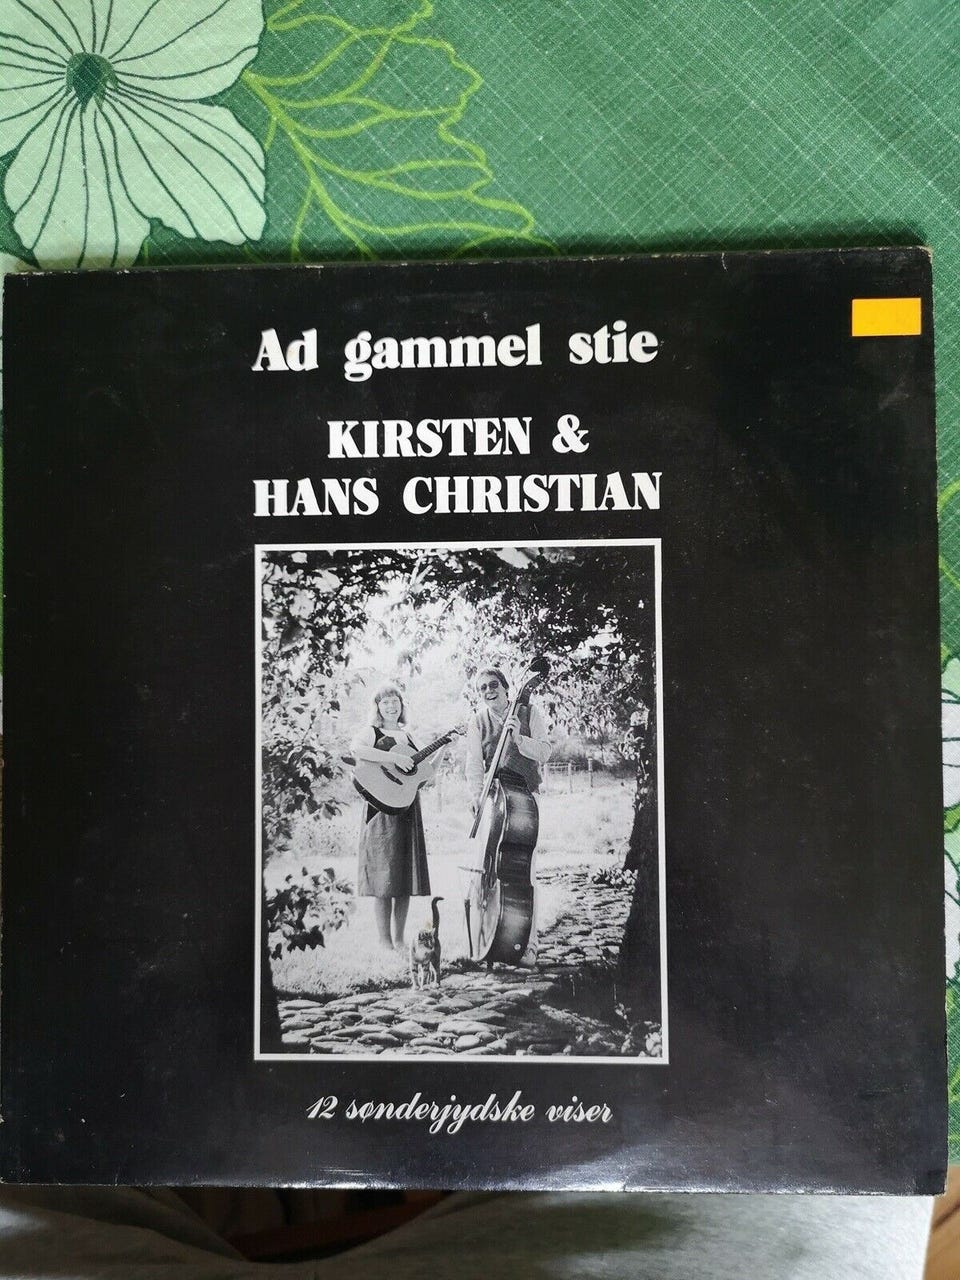 Ad gammel stie
KIRSTEN &
HANS CHRISTIAN
12 sønderjydske viser